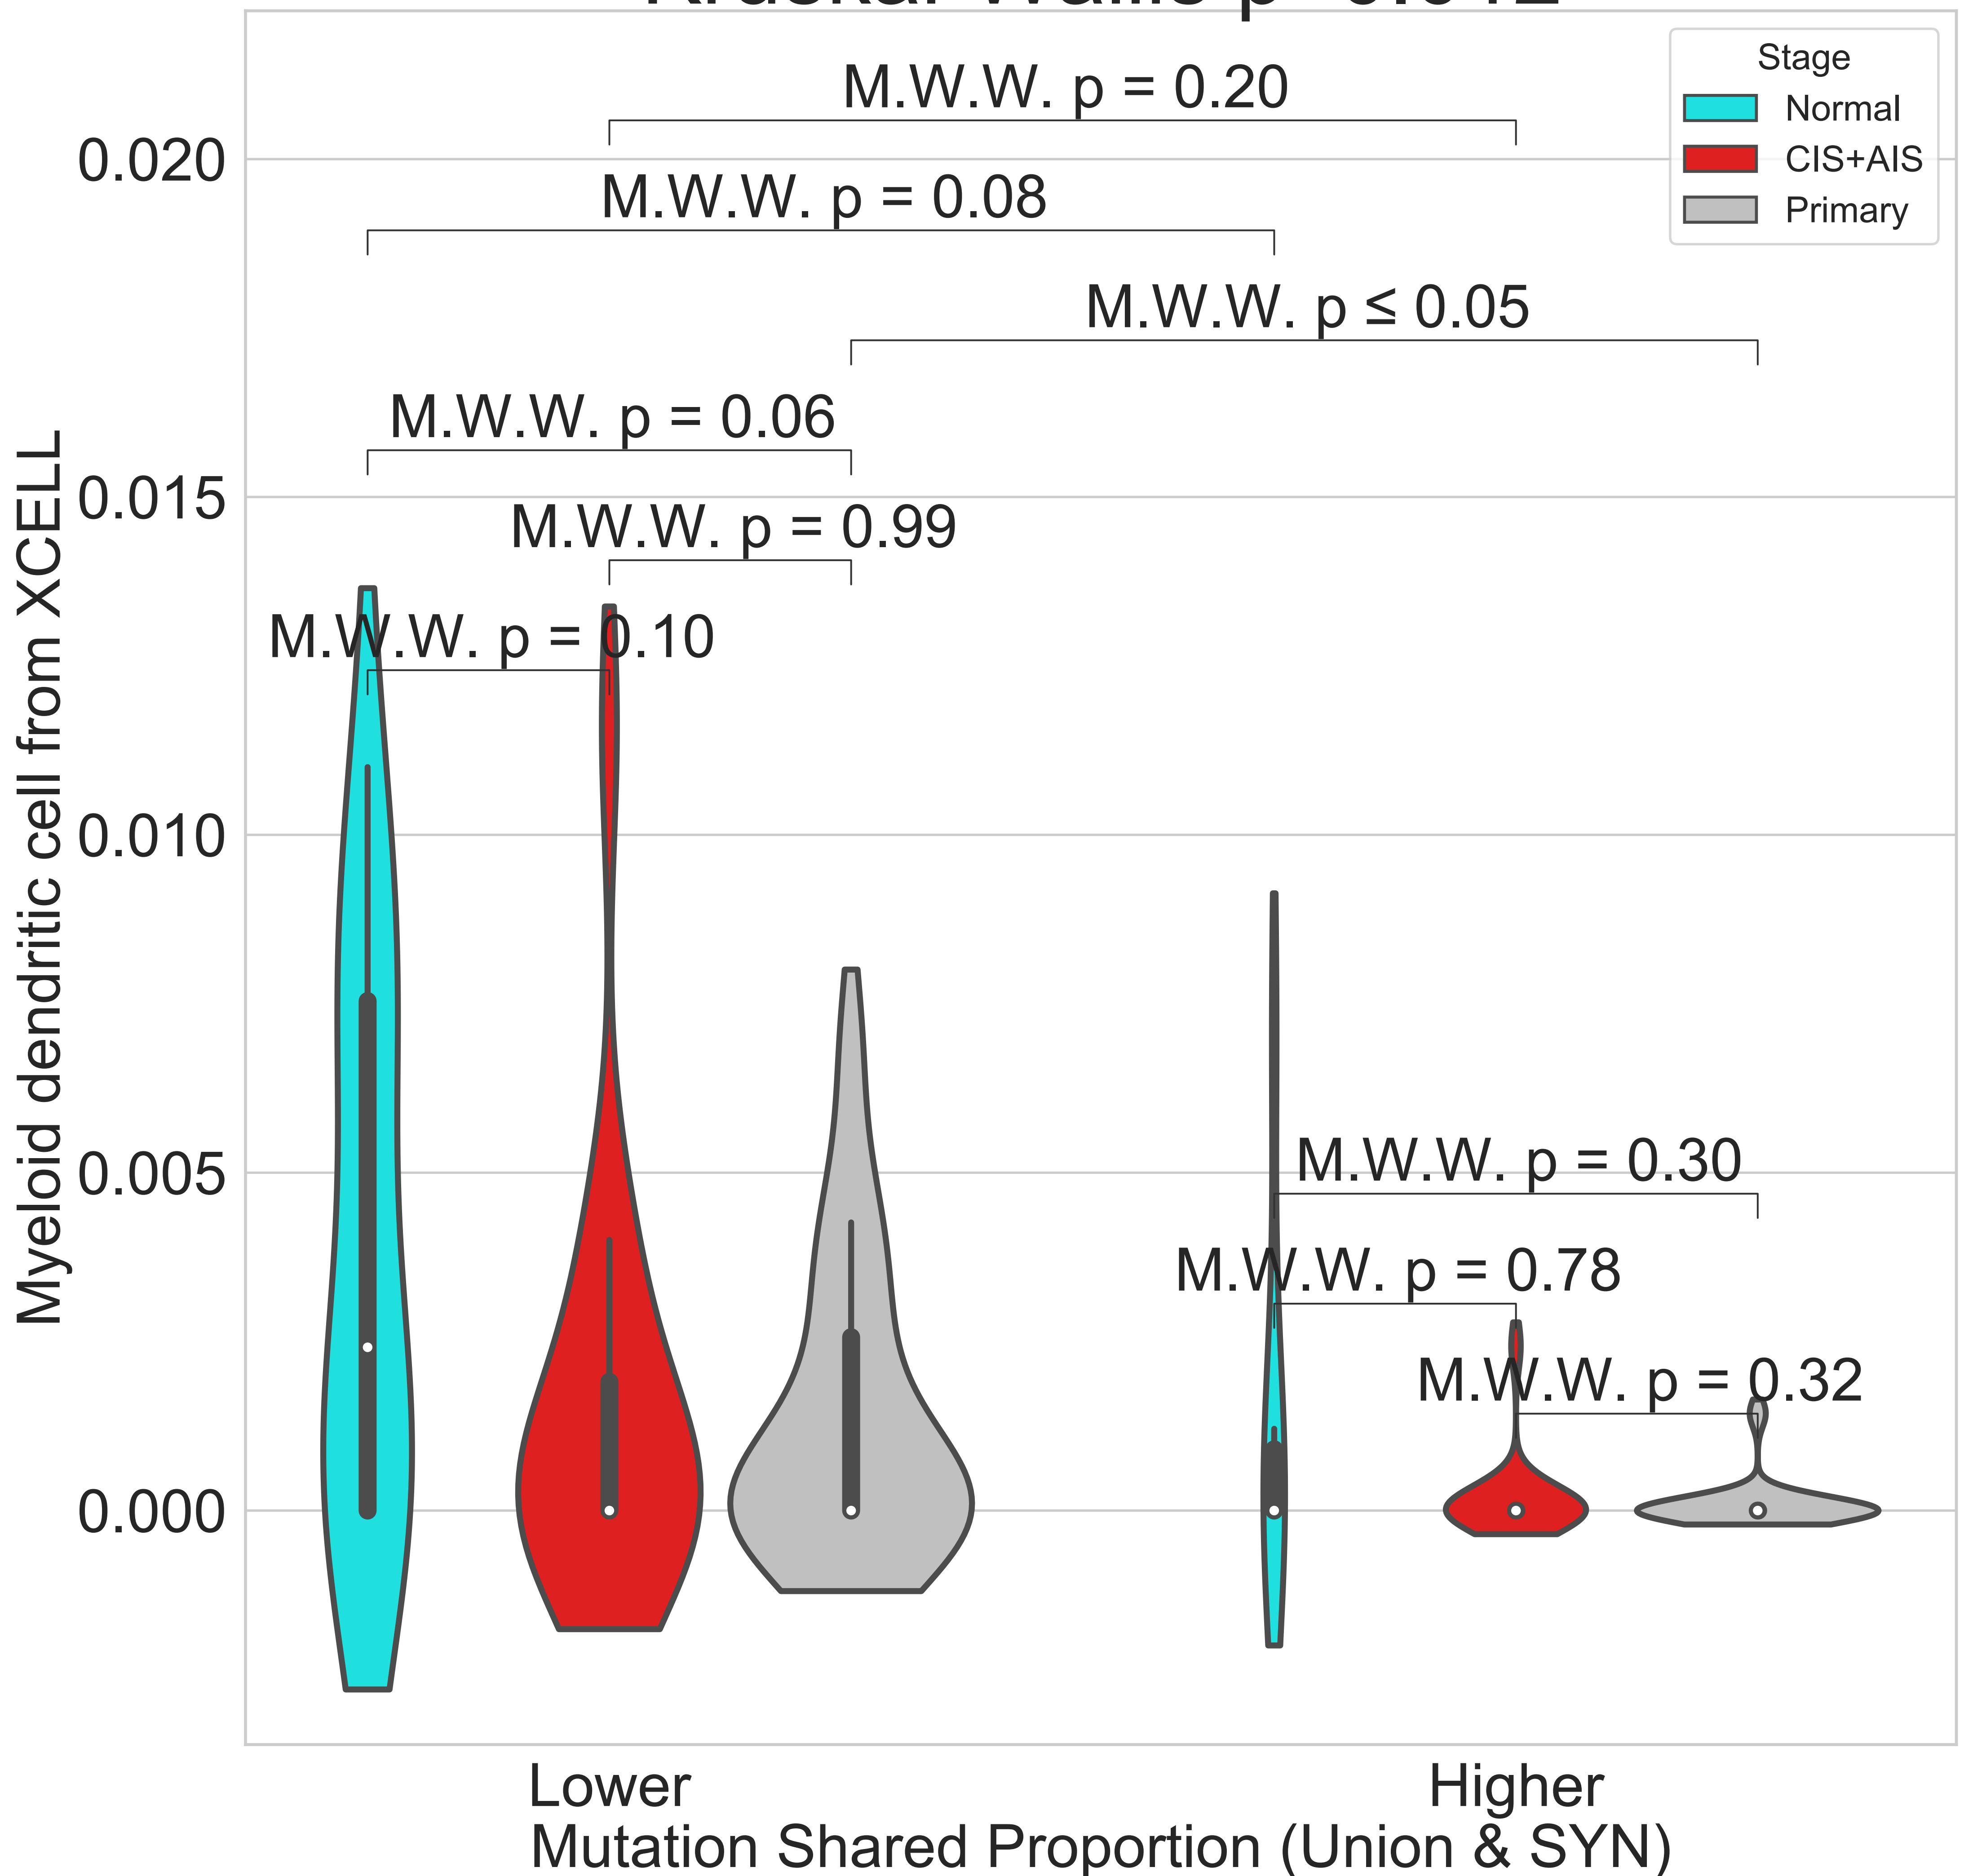 M.W.W. p = 0.20
M.W.W. p = 0.08
M.W.W. p ≤ 0.05
M.W.W. p = 0.06
M.W.W. p = 0.99
M.W.W. p = 0.10
M.W.W. p = 0.30
M.W.W. p = 0.78
M.W.W. p = 0.32
Stage
Normal
CIS+AIS
Primary
Myeloid dendritic cell from XCELL
0.020
0.015
0.010
0.005
0.000
Lower
Higher
Mutation Shared Proportion (Union & SYN)